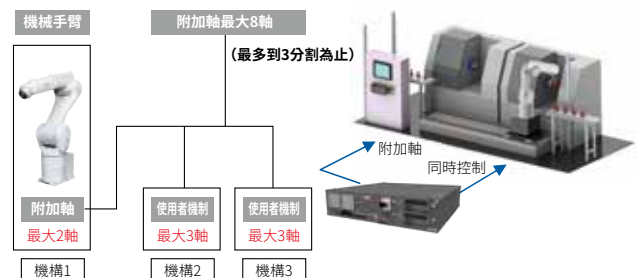 機械手臂
附加軸最大8軸
（最多到3分割為止）
附加軸
同時控制
附加軸
最大2軸
使用者機制
最大3軸
使用者機制
最大3軸
機構1
機構2
機構3